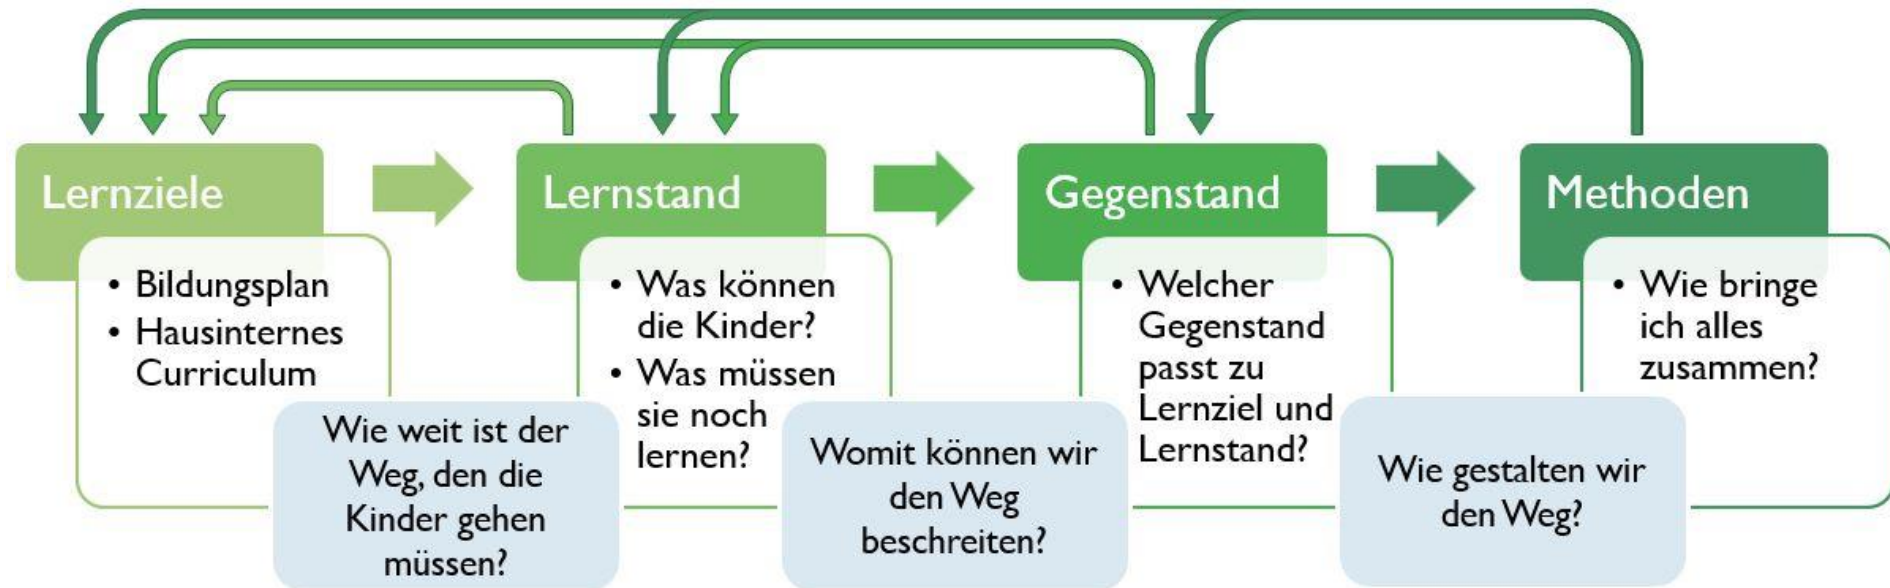 Lernziele
• Bildungsplan
• Hausinternes
Curriculum
Wie weit ist der
Weg, den die
Kinder gehen
müssen?
Lernstand
• Was können
die Kinder?
• Was müssen
sie noch
lernen?
Womit können wir
den Weg
beschreiten?
Gegenstand
• Welcher
Gegenstand
passt zu
Lernziel und
Lernstand?
Wie gestalten wir
den Weg?
Methoden
• Wie bringe
ich alles
zusammen?